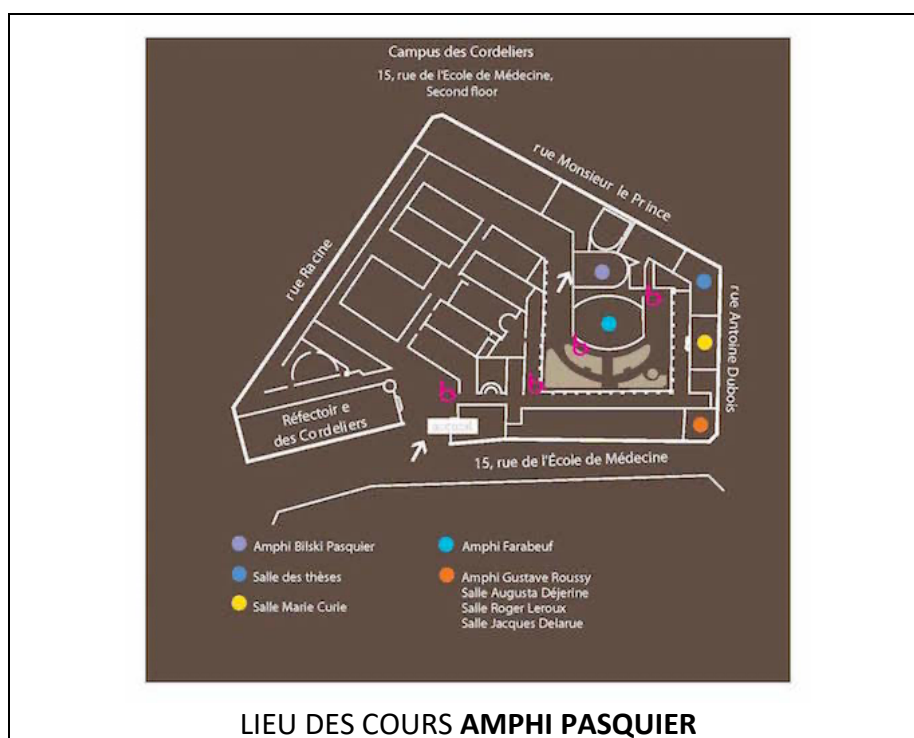 Campus des Cordeliers
15, rue de l'Ecole de Médecine,
Second floor
rue Monsieur le Prince
rue Racine
rue Antoine Dubois
Réfectoir e
des Cordeliers
15, rue de l'École de Médecine
Amphi Bilski Pasquier
Salle des thèses
Salle Marie Curie
Amphi Farabeuf
Amphi Gustave Roussy
Salle Augusta Déjerine
Salle Roger Leroux
Salle Jacques Delarue
LIEU DES COURS AMPHI PASQUIER